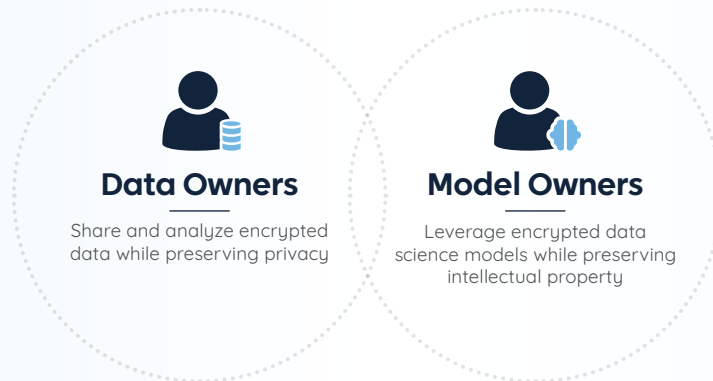 Data Owners
Share and analyze encrypted
data while preserving privacy
Model Owners
Leverage encrypted data
science models while preserving
intellectual property